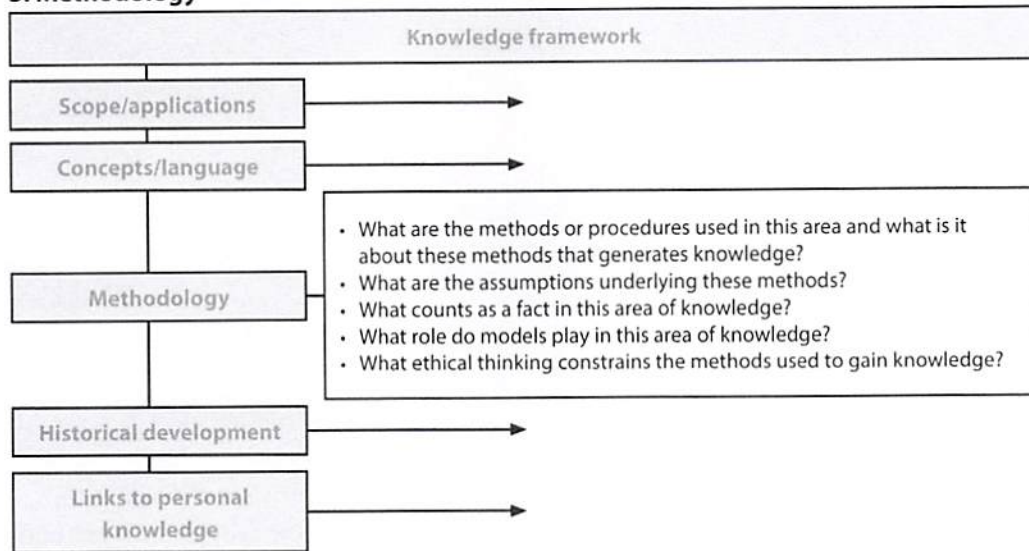 Knowledge framework
Scope/applications
Concepts/language
Methodology
• What are the methods or procedures used in this area and what is it
about these methods that generates knowledge?
• What are the assumptions underlying these methods?
• What counts as a fact in this area of knowledge?
• What role do models play in this area of knowledge?
• What ethical thinking constrains the methods used to gain knowledge?
Historical development
Links to personal
knowledge